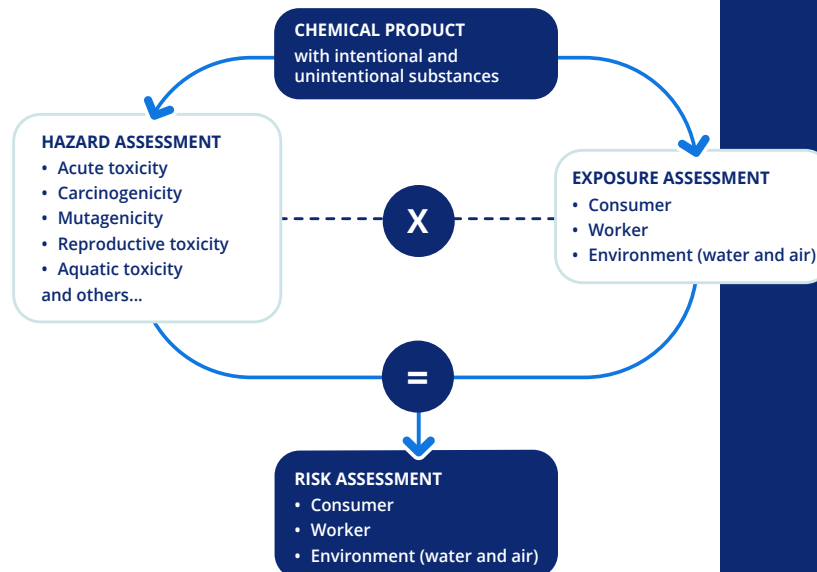 CHEMICAL PRODUCT
with intentional and
unintentional substances
HAZARD ASSESSMENT
• Acute toxicity
• Carcinogenicity
• Mutagenicity
• Reproductive toxicity
• Aquatic toxicity
and others...
X
EXPOSURE ASSESSMENT
• Consumer
• Worker
• Environment (water and air)
=
RISK ASSESSMENT
• Consumer
• Worker
• Environment (water and air)